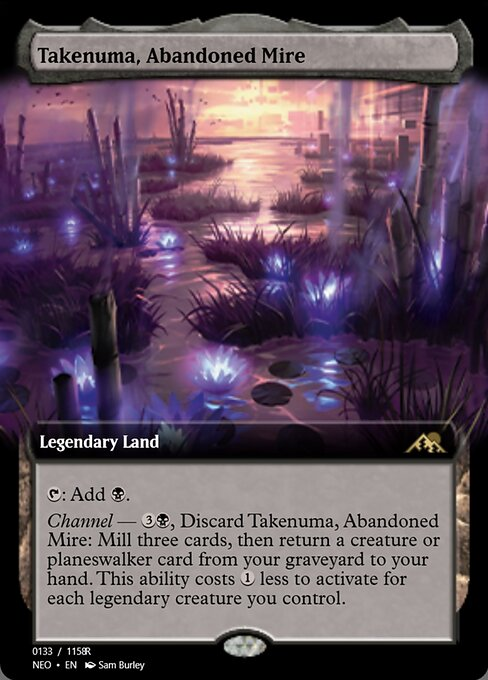 Takenuma, Abandoned Mire
Legendary Land
: Add .
Channel — 3, Discard Takenuma, Abandoned
Mire: Mill three cards, then return a creature or
planeswalker card from your graveyard to your
hand. This ability costs 1 less to activate for
each legendary creature you control.
0133 / 1158R
NEO • EN Sam Burley